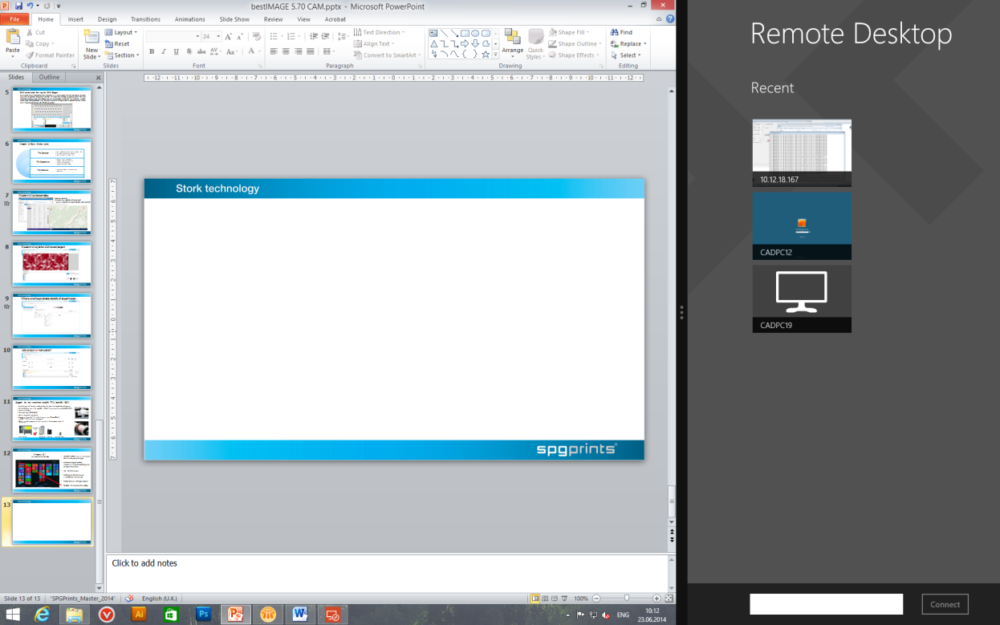 bestIMAGE 5.70 CAM.pptx - Microsoft PowerPoint
File Home Insert Design Transitions Animations Slide Show Review View Acrobat
Paste
Cut
Copy
Format Painter
Clipboard
New
Slide
Layout
Reset
Section
Slides
24
B I U S abc AV Aa A
Font
Text Direction
Align Text
Convert to SmartArt
Paragraph
Arrange
Quick
Styles
Shape Fill
Shape Outline
Shape Effects
Drawing
Find
Replace
Select
Editing
Slides Outline
5
6
7
8
9
10
11
12
13
Stork technology
spgprints
Click to add notes
Slide 13 of 13 "SPGPrints_Master_2014" English (U.K.) 100%
Ai
Ps
ENG
10:12
23.06.2014
Remote Desktop
Recent
10.12.18.167
CADPC12
CADPC19
Connect